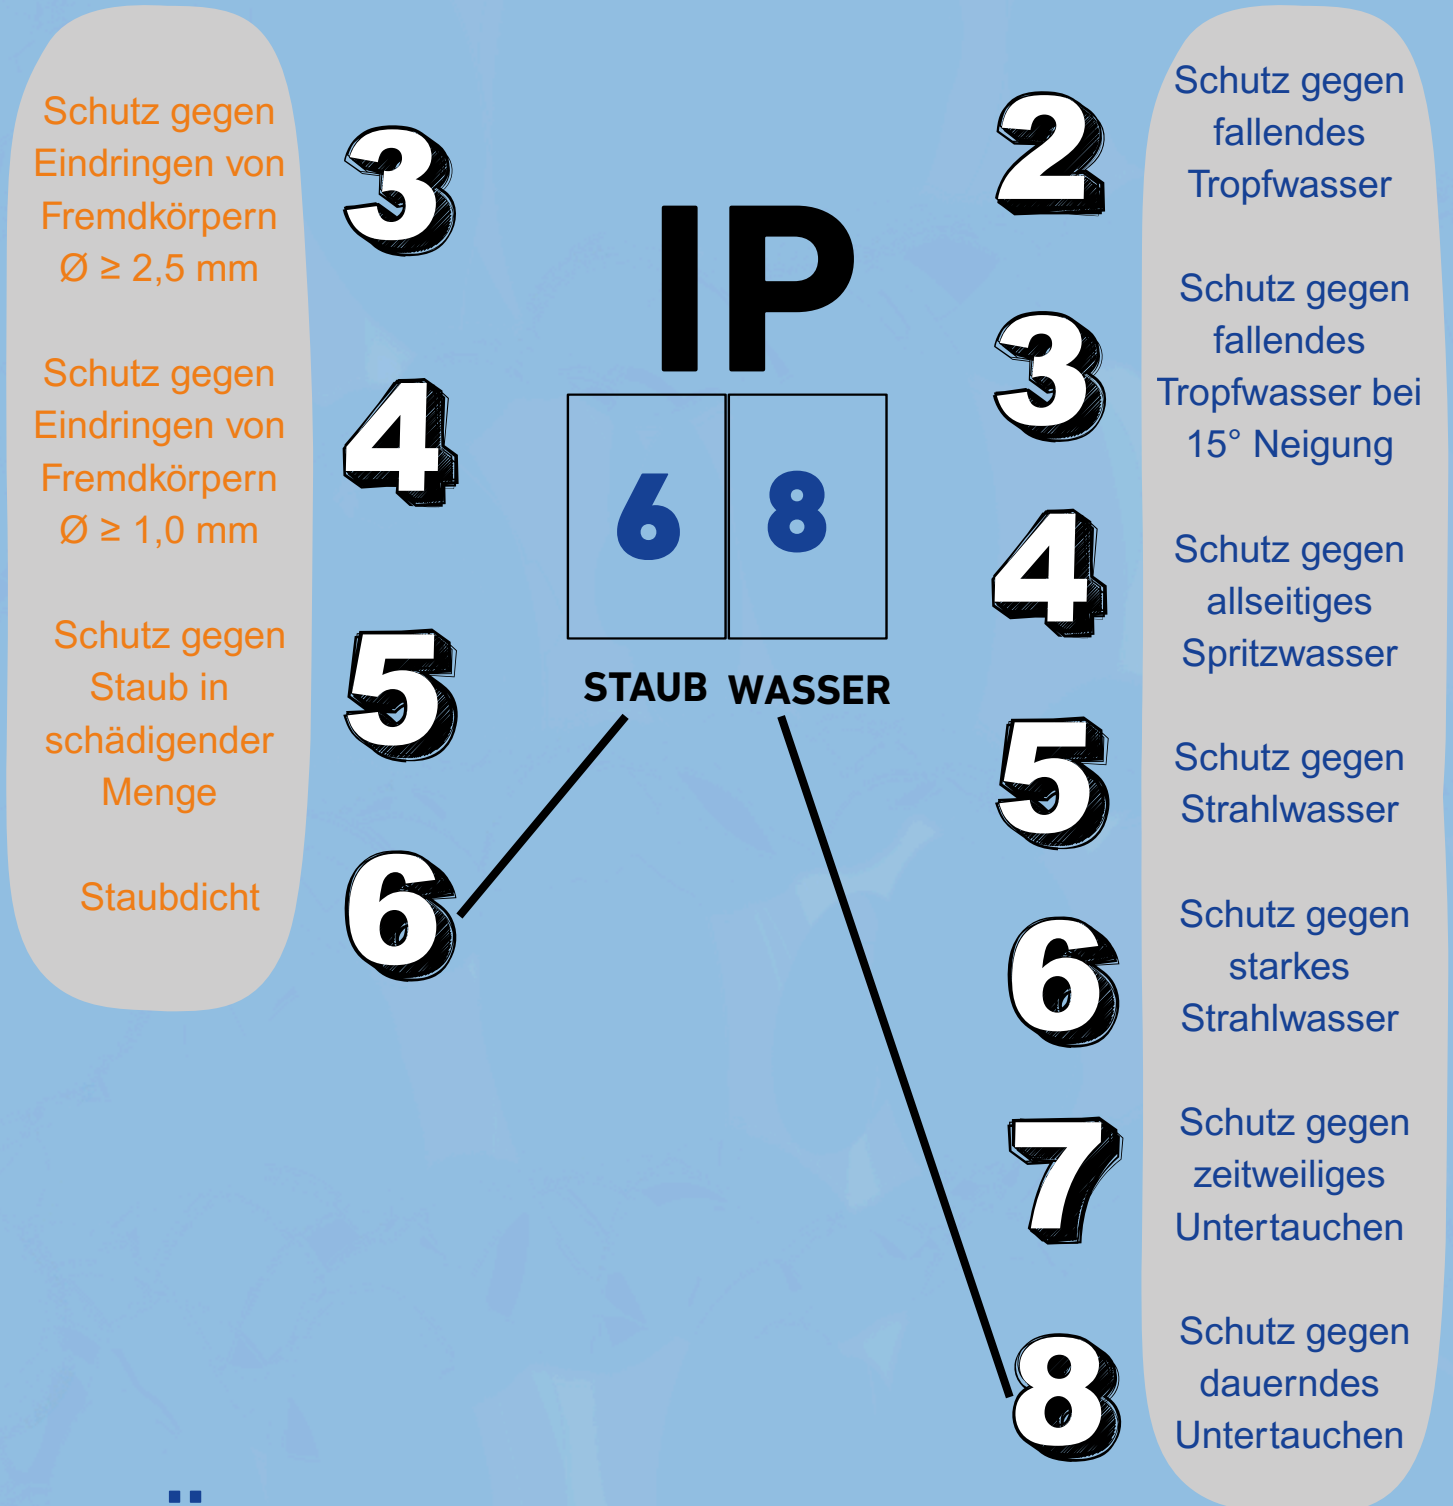 Schutz gegen
Eindringen von
Fremdkörpern
Ø ≥ 2,5 mm
3
Schutz gegen
Eindringen von
Fremdkörpern
Ø ≥ 1,0 mm
4
Schutz gegen
Staub in
schädigender
Menge
5
Staubdicht
6
IP
6 8
STAUB WASSER
2
Schutz gegen
fallendes
Tropfwasser
3
Schutz gegen
fallendes
Tropfwasser bei
15° Neigung
4
Schutz gegen
allseitiges
Spritzwasser
5
Schutz gegen
Strahlwasser
6
Schutz gegen
starkes
Strahlwasser
7
Schutz gegen
zeitweiliges
Untertauchen
8
Schutz gegen
dauerndes
Untertauchen